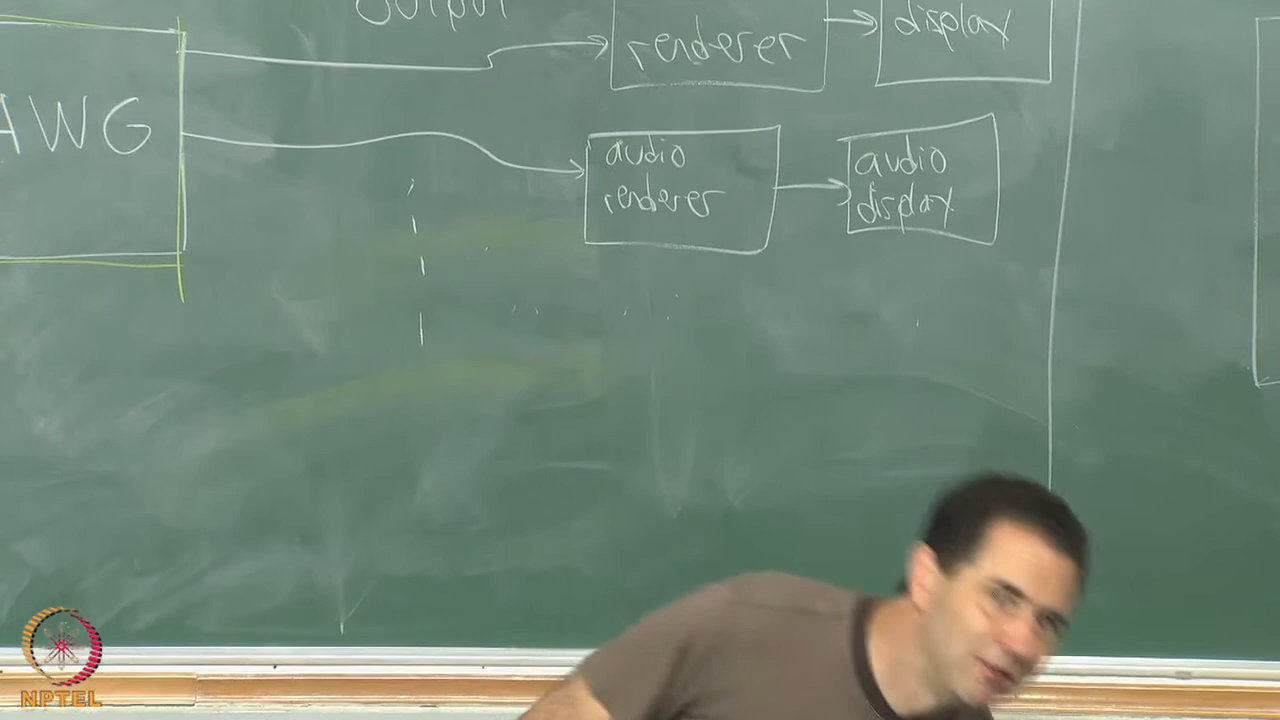 output
renderer
display
AWG
audio
renderer
audio
display
NPTEL